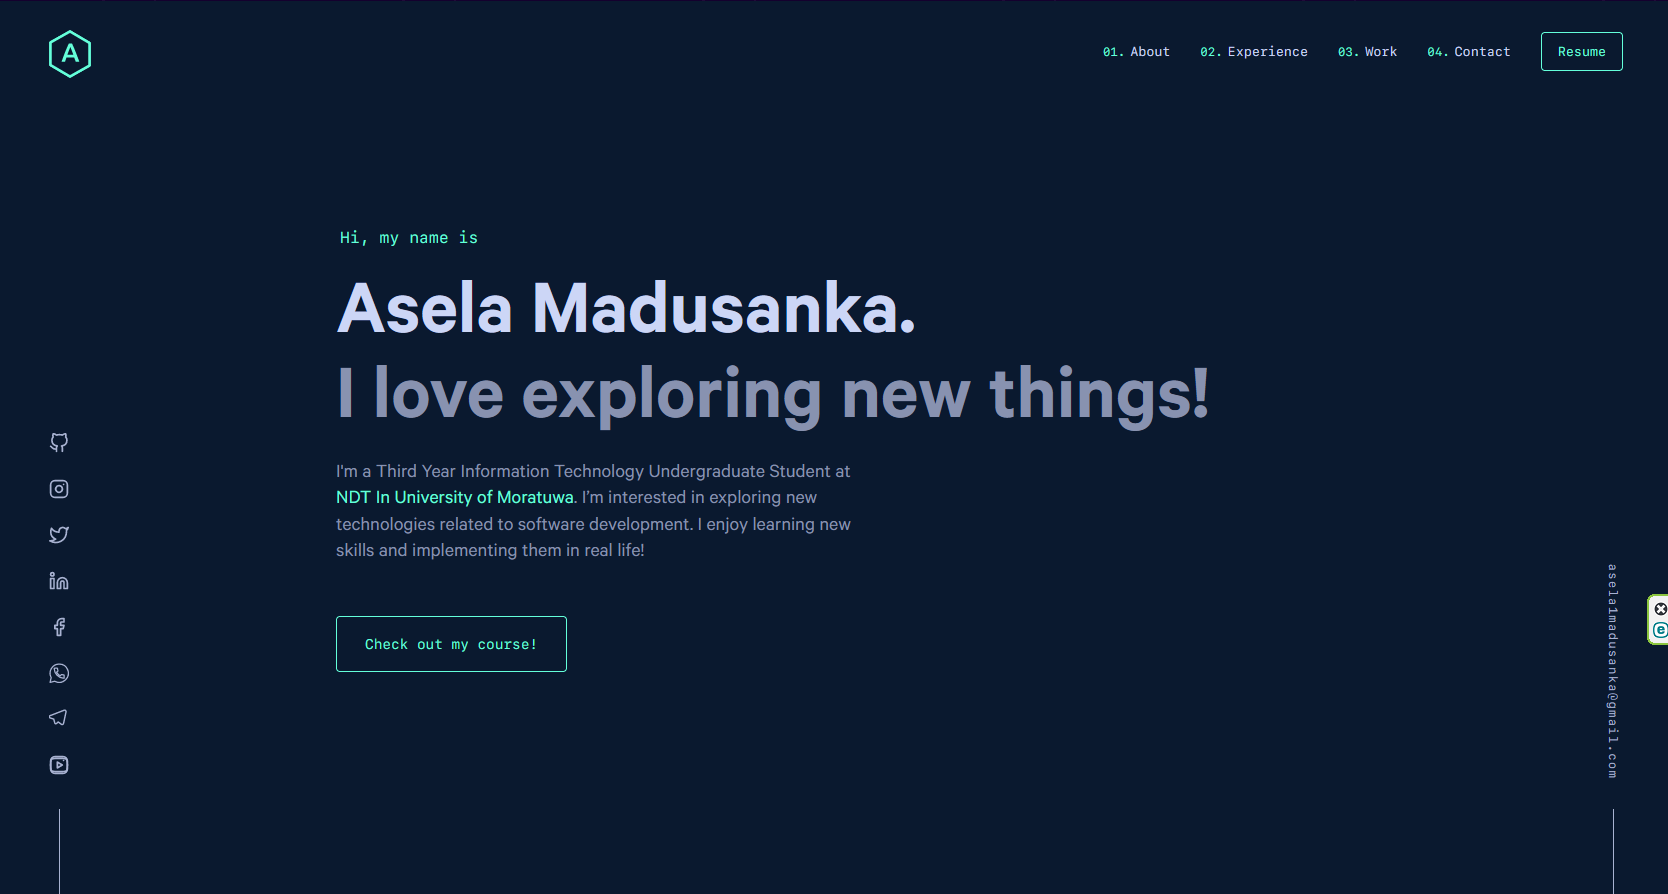 A
01. About
02. Experience
03. Work
04. Contact
Resume
Hi, my name is
Asela Madusanka.
I love exploring new things!
I'm a Third Year Information Technology Undergraduate Student at
NDT In University of Moratuwa. I'm interested in exploring new
technologies related to software development. I enjoy learning new
skills and implementing them in real life!
Check out my course!
asela1madusanka@gmail.com
e